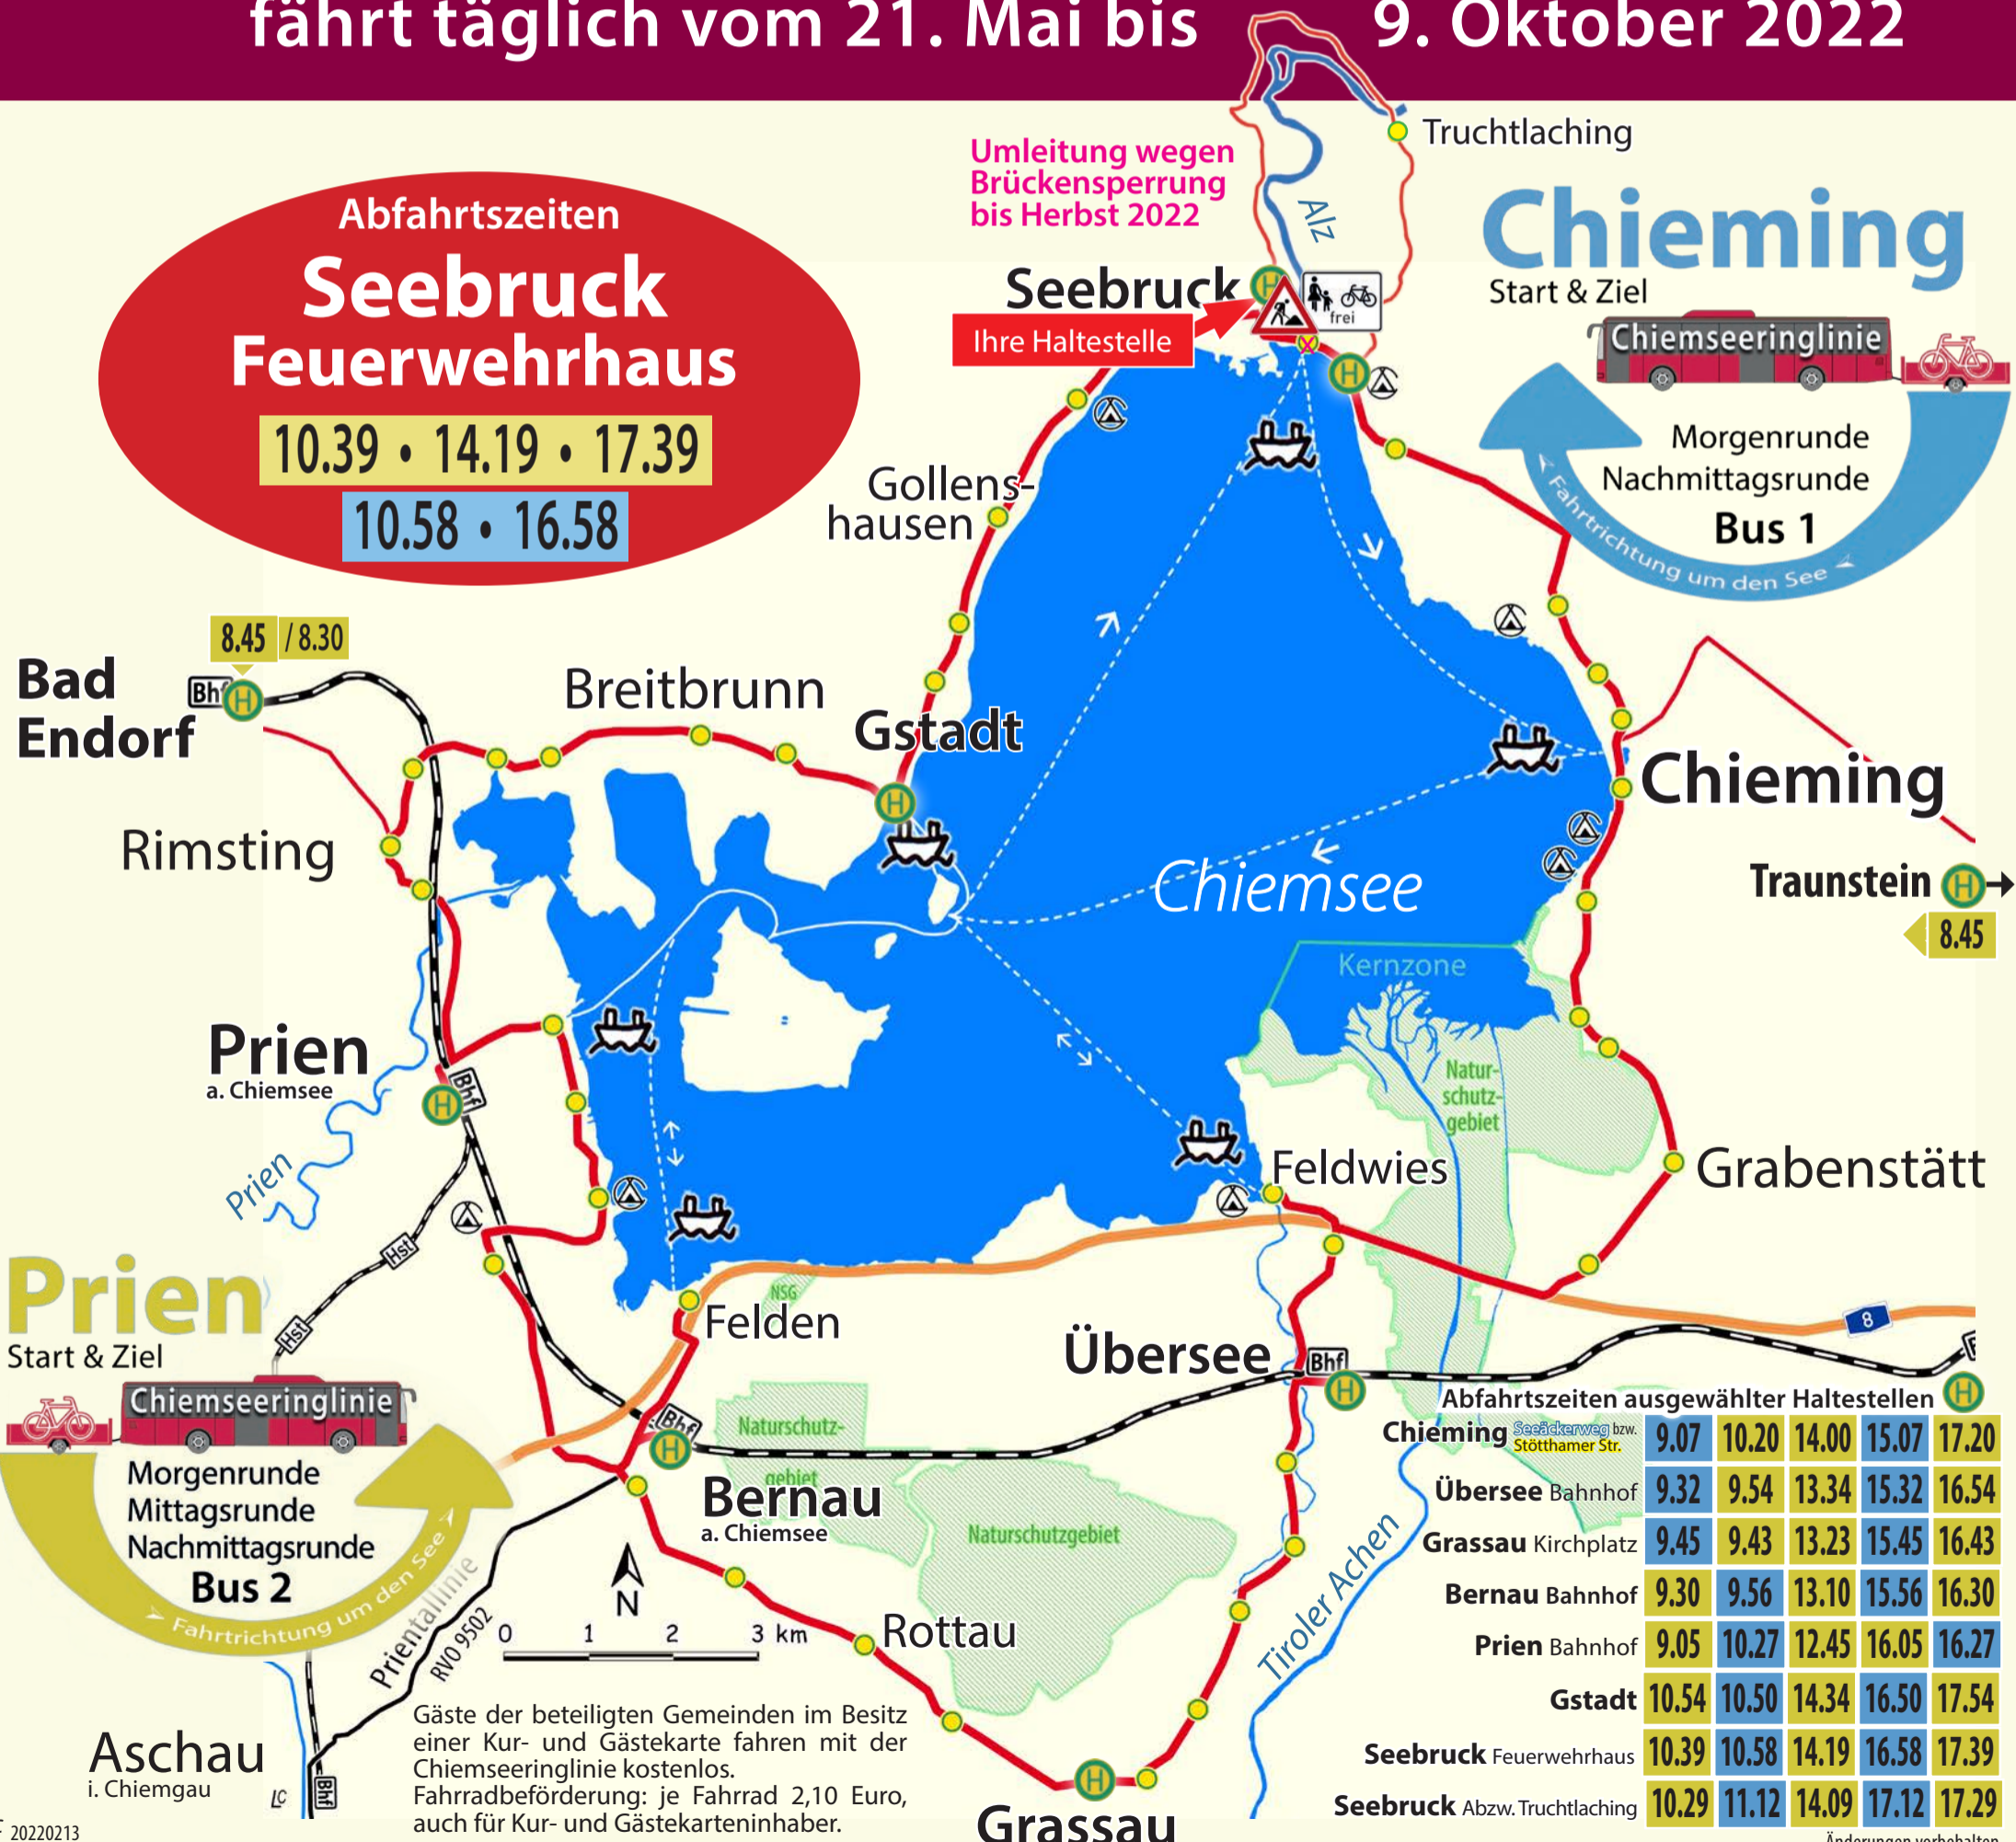 fährt täglich vom 21. Mai bis 9. Oktober 2022
Truchtlaching
Umleitung wegen
Brückensperrung
bis Herbst 2022
Alz
Abfahrtszeiten
Seebruck
Feuerwehrhaus
10.39 • 14.19 • 17.39
10.58 • 16.58
Seebruck
H
frei
Ihre Haltestelle
H
Chieming
Start & Ziel
Chiemseeringlinie
Morgenrunde
Nachmittagsrunde
Bus 1
Fahrtrichtung um den See
Gollens-
hausen
8.45 / 8.30
Bad
Endorf
Bhf
H
Breitbrunn
Gstadt
H
Rimsting
Chieming
Traunstein H
8.45
Chiemsee
Kernzone
Natur-
schutz-
gebiet
Prien
a. Chiemsee
Bhf
H
Prien
Feldwies
Grabenstätt
Hst
Hst
Prien
Start & Ziel
Chiemseeringlinie
Morgenrunde
Mittagsrunde
Nachmittagsrunde
Bus 2
Fahrtrichtung um den See
NSG
Felden
8
Übersee
Bhf
H
Bhf
H
Naturschutz-
gebiet
Bernau
a. Chiemsee
Naturschutzgebiet
N
0 1 2 3 km
Prientallinie
RVO 9502
Rottau
Tiroler Achen
Aschau
i. Chiemgau
LC
Bhf
Gäste der beteiligten Gemeinden im Besitz
einer Kur- und Gästekarte fahren mit der
Chiemseeringlinie kostenlos.
Fahrradbeförderung: je Fahrrad 2,10 Euro,
auch für Kur- und Gästekarteninhaber.
H
Grassau
Abfahrtszeiten ausgewählter Haltestellen H
Chieming Seeäckerweg bzw. Stötthamer Str. 9.07 10.20 14.00 15.07 17.20
Übersee Bahnhof 9.32 9.54 13.34 15.32 16.54
Grassau Kirchplatz 9.45 9.43 13.23 15.45 16.43
Bernau Bahnhof 9.30 9.56 13.10 15.56 16.30
Prien Bahnhof 9.05 10.27 12.45 16.05 16.27
Gstadt 10.54 10.50 14.34 16.50 17.54
Seebruck Feuerwehrhaus 10.39 10.58 14.19 16.58 17.39
Seebruck Abzw. Truchtlaching 10.29 11.12 14.09 17.12 17.29
20220213
Änderungen vorbehalten